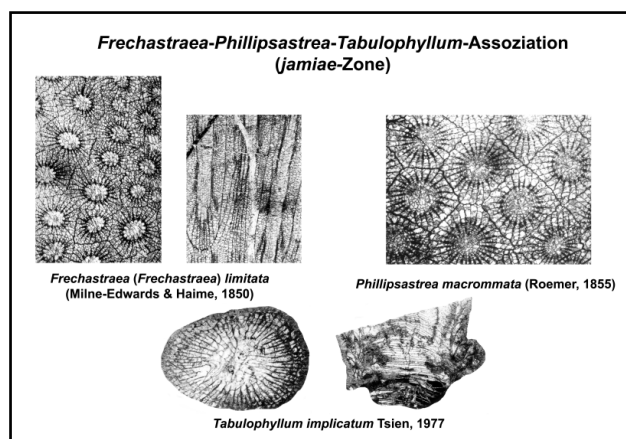 Frechastraea-Phillipsastrea-Tabulophyllum-Assoziation
(jamiae-Zone)
Frechastraea (Frechastraea) limitata
(Milne-Edwards & Haime, 1850)
Phillipsastrea macrommata (Roemer, 1855)
Tabulophyllum implicatum Tsien, 1977